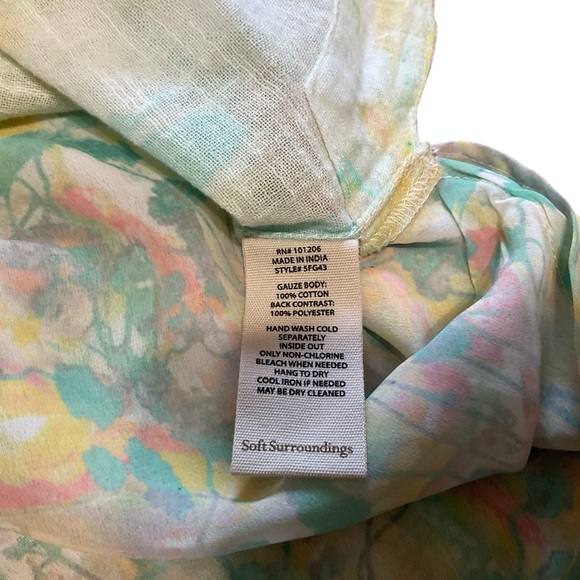 RN# 101206
MADE IN INDIA
STYLE# 5FG43
GAUZE BODY:
100% COTTON
BACK CONTRAST:
100% POLYESTER
HAND WASH COLD
SEPARATELY
INSIDE OUT
ONLY NON-CHLORINE
BLEACH WHEN NEEDED
HANG TO DRY
COOL IRON IF NEEDED
MAY BE DRY CLEANED
Soft Surroundings